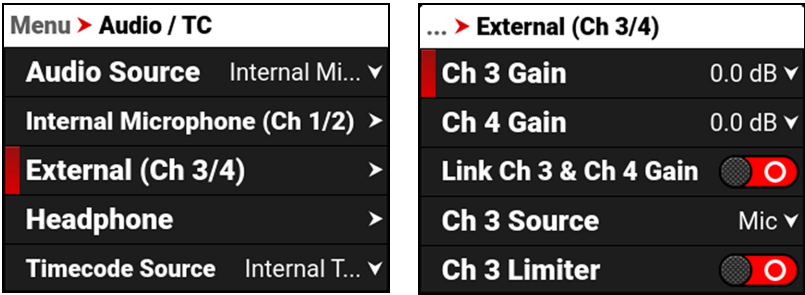 Menu ➤ Audio / TC
Audio Source Internal Mi...
Internal Microphone (Ch 1/2)
External (Ch 3/4)
Headphone
Timecode Source Internal T...
... ➤ External (Ch 3/4)
Ch 3 Gain 0.0 dB
Ch 4 Gain 0.0 dB
Link Ch 3 & Ch 4 Gain
Ch 3 Source Mic
Ch 3 Limiter